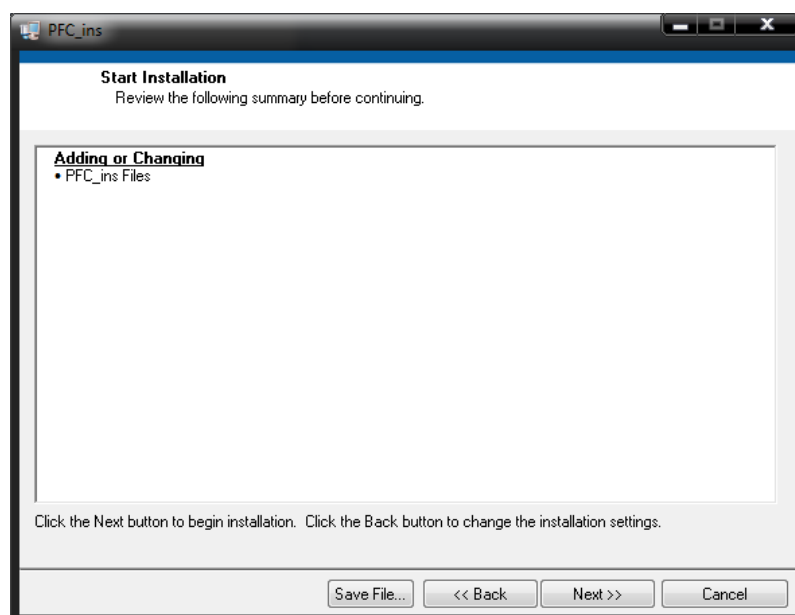 PFC_ins
Start Installation
Review the following summary before continuing.
Adding or Changing
• PFC_ins Files
Click the Next button to begin installation.  Click the Back button to change the installation settings.
Save File... << Back Next >> Cancel